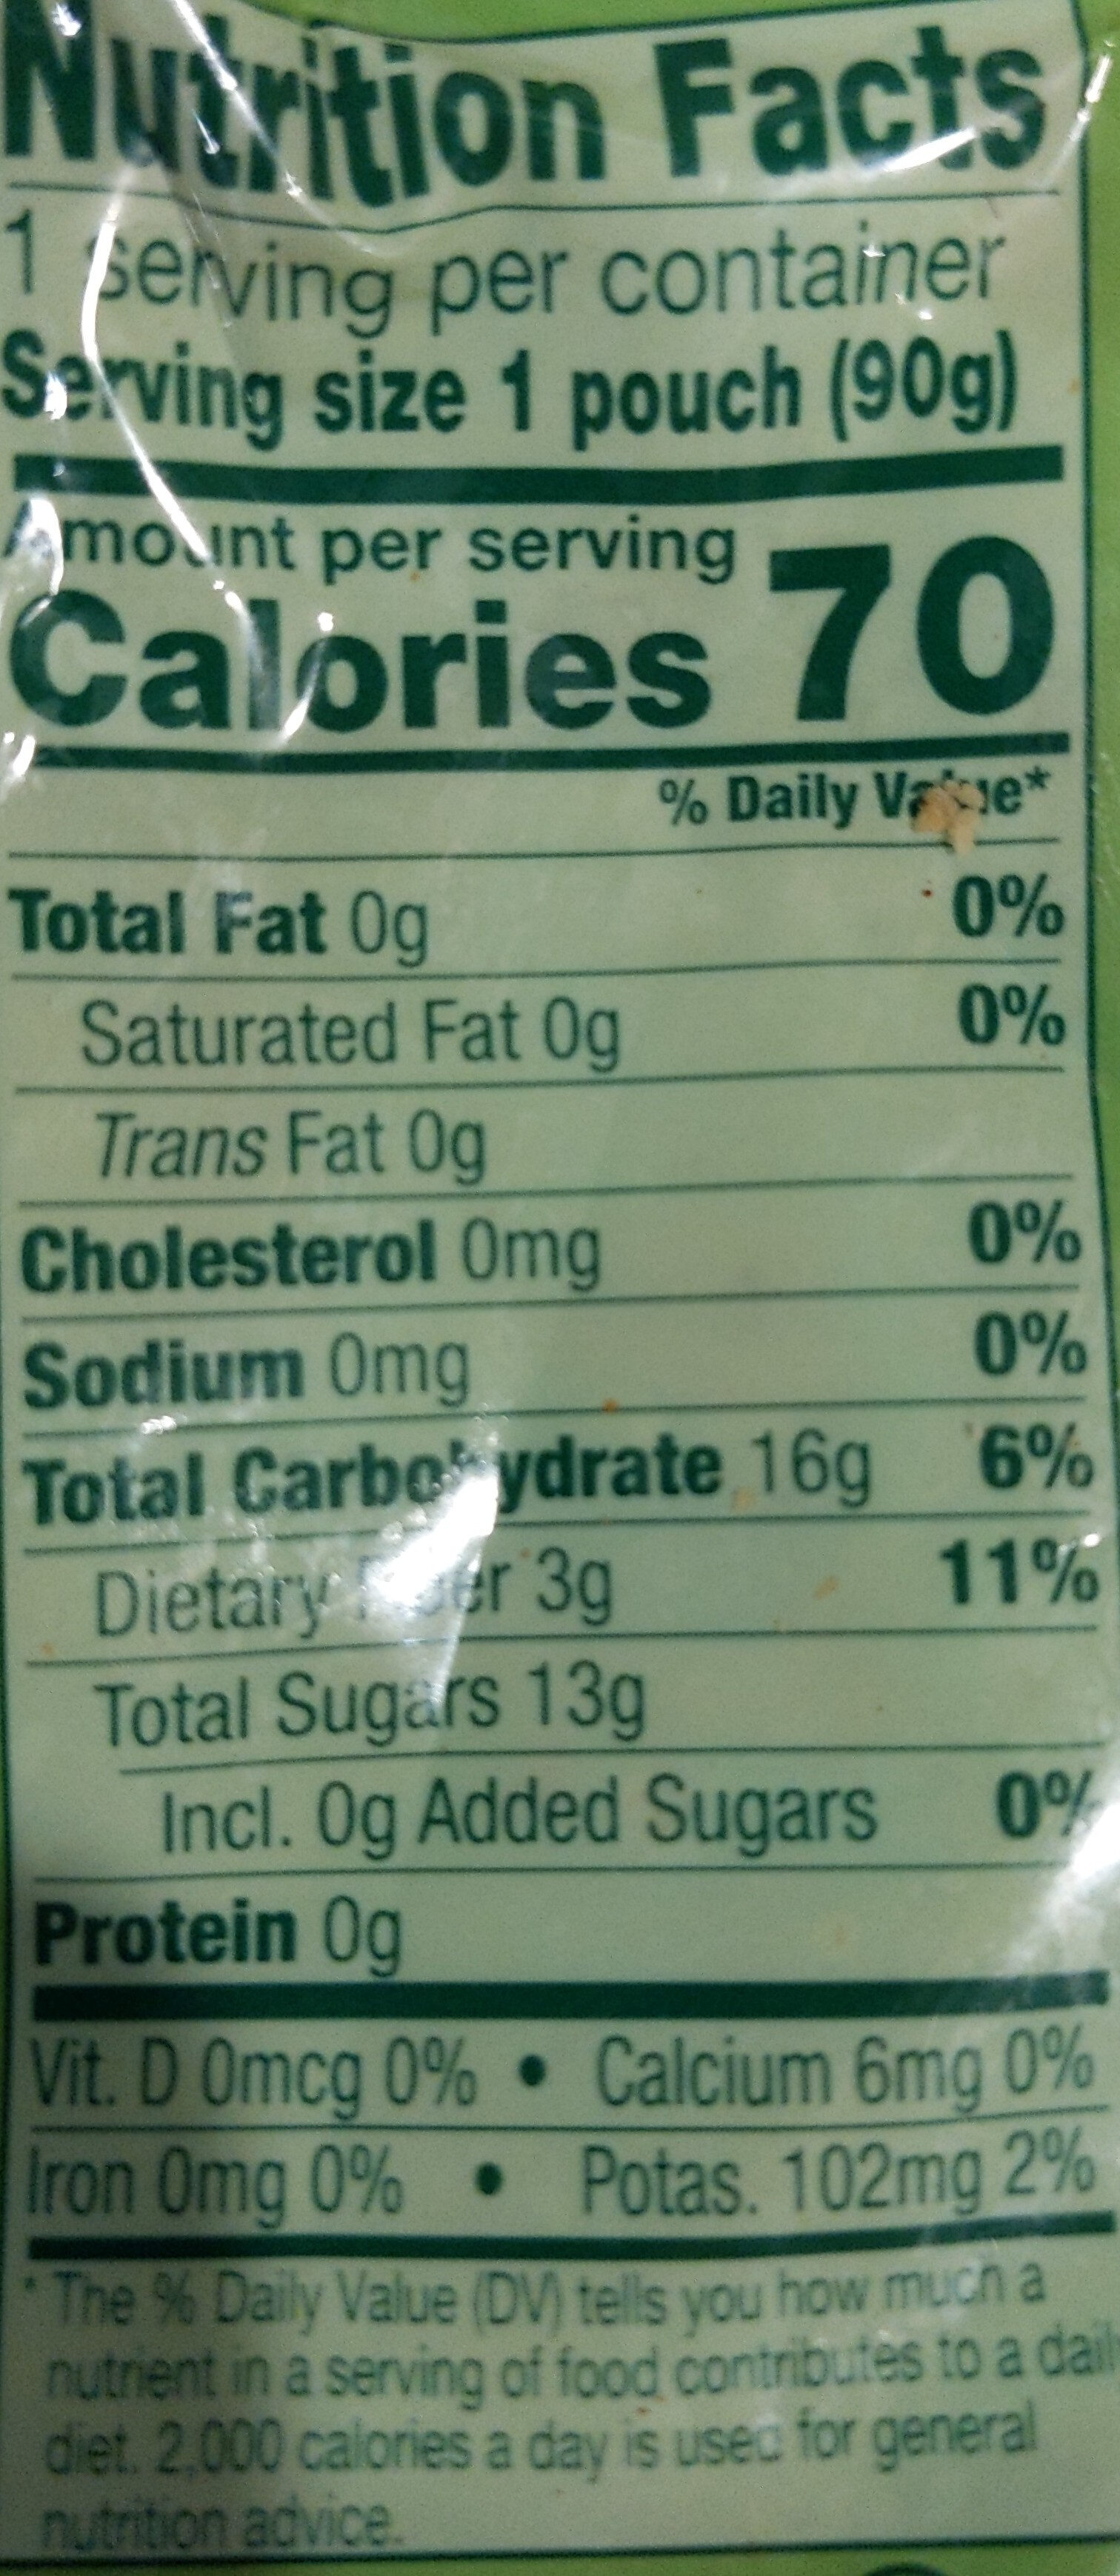 Nutrition Facts
1 serving per container
Serving size 1 pouch (90g)
Amount per serving
Calories 70
% Daily Value*
Total Fat 0g 0%
Saturated Fat 0g 0%
Trans Fat 0g
Cholesterol 0mg 0%
Sodium 0mg 0%
Total Carbohydrate 16g 6%
Dietary Fiber 3g 11%
Total Sugars 13g
Incl. 0g Added Sugars 0%
Protein 0g
Vit. D 0mcg 0% • Calcium 6mg 0%
Iron 0mg 0% • Potas. 102mg 2%
* The % Daily Value (DV) tells you how much a
nutrient in a serving of food contributes to a daily
diet. 2,000 calories a day is used for general
nutrition advice.